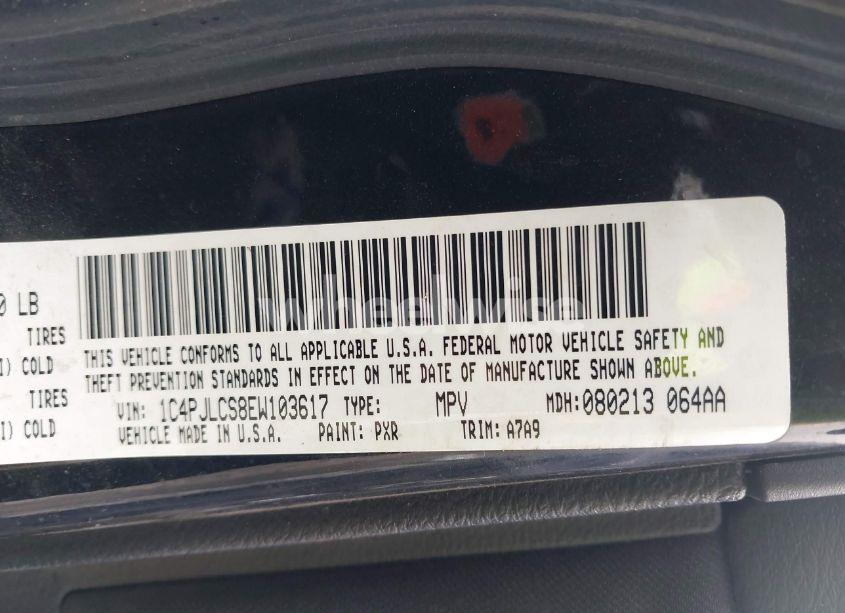 0 LB
TIRES
I) COLD
TIRES
I) COLD
wheelwise
THIS VEHICLE CONFORMS TO ALL APPLICABLE U.S.A. FEDERAL MOTOR VEHICLE SAFETY AND
THEFT PREVENTION STANDARDS IN EFFECT ON THE DATE OF MANUFACTURE SHOWN ABOVE.
VIN: 1C4PJLCS8EW103617 TYPE: MPV MDH: 080213 064AA
VEHICLE MADE IN U.S.A. PAINT: PXR TRIM: A7A9